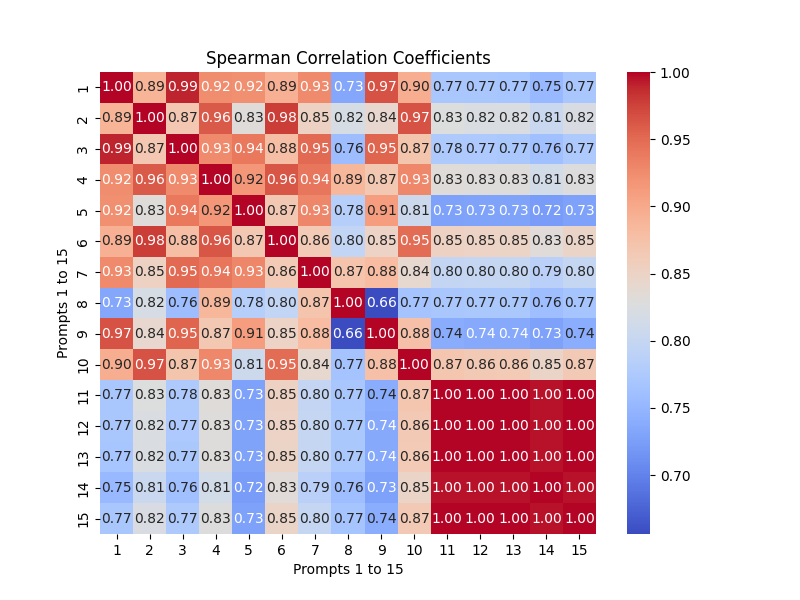 Spearman Correlation Coefficients
1 1.00 0.89 0.99 0.92 0.92 0.89 0.93 0.73 0.97 0.90 0.77 0.77 0.77 0.75 0.77
2 0.89 1.00 0.87 0.96 0.83 0.98 0.85 0.82 0.84 0.97 0.83 0.82 0.82 0.81 0.82
3 0.99 0.87 1.00 0.93 0.94 0.88 0.95 0.76 0.95 0.87 0.78 0.77 0.77 0.76 0.77
4 0.92 0.96 0.93 1.00 0.92 0.96 0.94 0.89 0.87 0.93 0.83 0.83 0.83 0.81 0.83
5 0.92 0.83 0.94 0.92 1.00 0.87 0.93 0.78 0.91 0.81 0.73 0.73 0.73 0.72 0.73
6 0.89 0.98 0.88 0.96 0.87 1.00 0.86 0.80 0.85 0.95 0.85 0.85 0.85 0.83 0.85
7 0.93 0.85 0.95 0.94 0.93 0.86 1.00 0.87 0.88 0.84 0.80 0.80 0.80 0.79 0.80
8 0.73 0.82 0.76 0.89 0.78 0.80 0.87 1.00 0.66 0.77 0.77 0.77 0.77 0.76 0.77
9 0.97 0.84 0.95 0.87 0.91 0.85 0.88 0.66 1.00 0.88 0.74 0.74 0.74 0.73 0.74
10 0.90 0.97 0.87 0.93 0.81 0.95 0.84 0.77 0.88 1.00 0.87 0.86 0.86 0.85 0.87
11 0.77 0.83 0.78 0.83 0.73 0.85 0.80 0.77 0.74 0.87 1.00 1.00 1.00 1.00 1.00
12 0.77 0.82 0.77 0.83 0.73 0.85 0.80 0.77 0.74 0.86 1.00 1.00 1.00 1.00 1.00
13 0.77 0.82 0.77 0.83 0.73 0.85 0.80 0.77 0.74 0.86 1.00 1.00 1.00 1.00 1.00
14 0.75 0.81 0.76 0.81 0.72 0.83 0.79 0.76 0.73 0.85 1.00 1.00 1.00 1.00 1.00
15 0.77 0.82 0.77 0.83 0.73 0.85 0.80 0.77 0.74 0.87 1.00 1.00 1.00 1.00 1.00
1 2 3 4 5 6 7 8 9 10 11 12 13 14 15
Prompts 1 to 15
Prompts 1 to 15
1.00
0.95
0.90
0.85
0.80
0.75
0.70